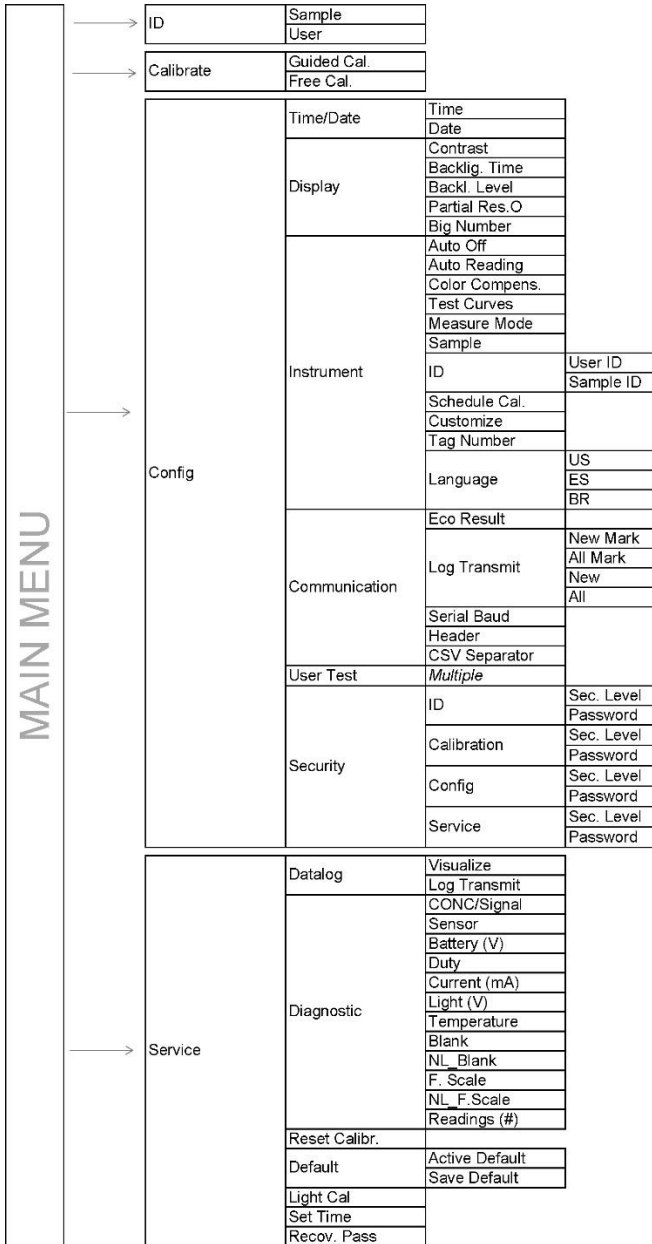 MAIN MENU
ID
Sample
User
Calibrate
Guided Cal.
Free Cal.
Config
Time/Date
Time
Date
Display
Contrast
Backlig. Time
Backl. Level
Partial Res.O
Big Number
Instrument
Auto Off
Auto Reading
Color Compens.
Test Curves
Measure Mode
Sample
ID
User ID
Sample ID
Schedule Cal.
Customize
Tag Number
Language
US
ES
BR
Communication
Eco Result
Log Transmit
New Mark
All Mark
New
All
Serial Baud
Header
CSV Separator
User Test
Multiple
Security
ID
Sec. Level
Password
Calibration
Sec. Level
Password
Config
Sec. Level
Password
Service
Sec. Level
Password
Service
Datalog
Visualize
Log Transmit
Diagnostic
CONC/Signal
Sensor
Battery (V)
Duty
Current (mA)
Light (V)
Temperature
Blank
NL_Blank
F. Scale
NL_F.Scale
Readings (#)
Reset Calibr.
Default
Active Default
Save Default
Light Cal
Set Time
Recov. Pass